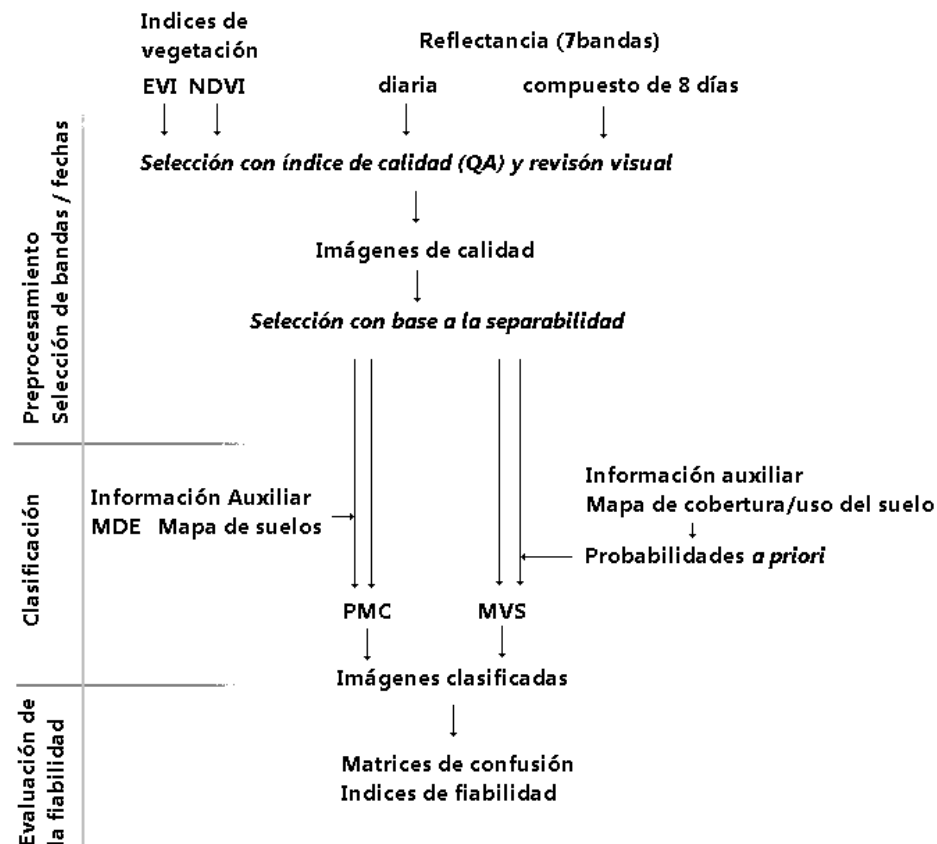 Indices de
vegetación
EVI NDVI
Reflectancia (7bandas)
diaria
compuesto de 8 días
Selección con índice de calidad (QA) y revisón visual
Imágenes de calidad
Selección con base a la separabilidad
Preprocesamiento
Selección de bandas / fechas
Información Auxiliar
MDE Mapa de suelos
Información auxiliar
Mapa de cobertura/uso del suelo
Probabilidades a priori
Clasificación
PMC
MVS
Imágenes clasificadas
Evaluación de
la fiabilidad
Matrices de confusión
Indices de fiabilidad